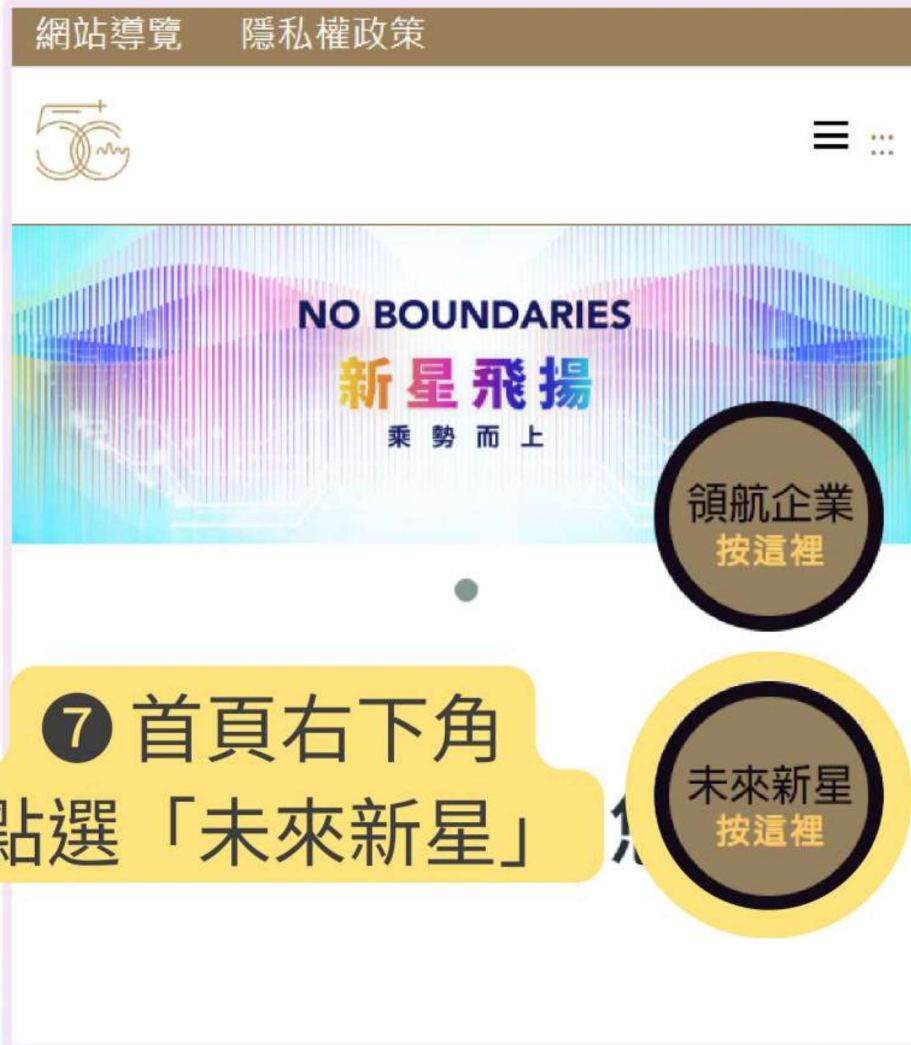 網站導覽 隱私權政策
5G+
NO BOUNDARIES
新星飛揚
乘勢而上
領航企業
按這裡
❼ 首頁右下角
點選「未來新星」
未來新星
按這裡